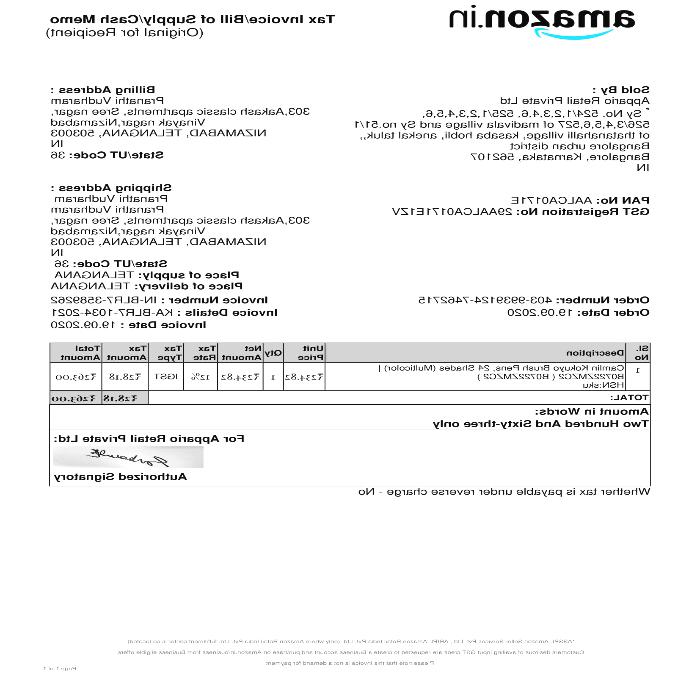 amazon.in
Tax Invoice/Bill of Supply/Cash Memo
(Original for Recipient)
Sold By :
Appario Retail Private Ltd
* Sy No. 524/1,2,3,4,6, 525/1,2,3,4,5,6,
526/3,4,5,6,527 of madivala village and Sy no.51/1
of thatanahalli village, kasaba hobli, anekal taluk,,
Bangalore urban district
Bangalore, Karnataka, 562107
IN
PAN No: AALCA0171E
GST Registration No: 29AALCA0171E1ZV
Order Number: 403-9939124-7462715
Order Date: 19.09.2020
Billing Address :
Pranathi Vudharam
303,Aakash classic apartments, Sree nagar,
Vinayak nagar,Nizamabad
NIZAMABAD, TELANGANA, 503003
IN
State/UT Code: 36
Shipping Address :
Pranathi Vudharam
Pranathi Vudharam
303,Aakash classic apartments, Sree nagar,
Vinayak nagar,Nizamabad
NIZAMABAD, TELANGANA, 503003
IN
State/UT Code: 36
Place of supply: TELANGANA
Place of delivery: TELANGANA
Invoice Number : IN-BLR7-3589262
Invoice Details : KA-BLR7-1034-2021
Invoice Date : 19.09.2020
Sl. No Description Unit Price Qty Net Amount Tax Rate Tax Type Tax Amount Total Amount
1 Camlin Kokuyo Brush Pens, 24 Shades (Multicolor) | ₹234.82 1 ₹234.82 12% IGST ₹28.18 ₹263.00
B0722ZMZG2 ( B0722ZMZG2 )
HSN:sku
TOTAL: ₹28.18 ₹263.00
Amount in Words:
Two Hundred And Sixty-three only
For Appario Retail Private Ltd:
Authorized Signatory
Whether tax is payable under reverse charge - No
Please note that this invoice is not a demand for payment
Page 1 of 1